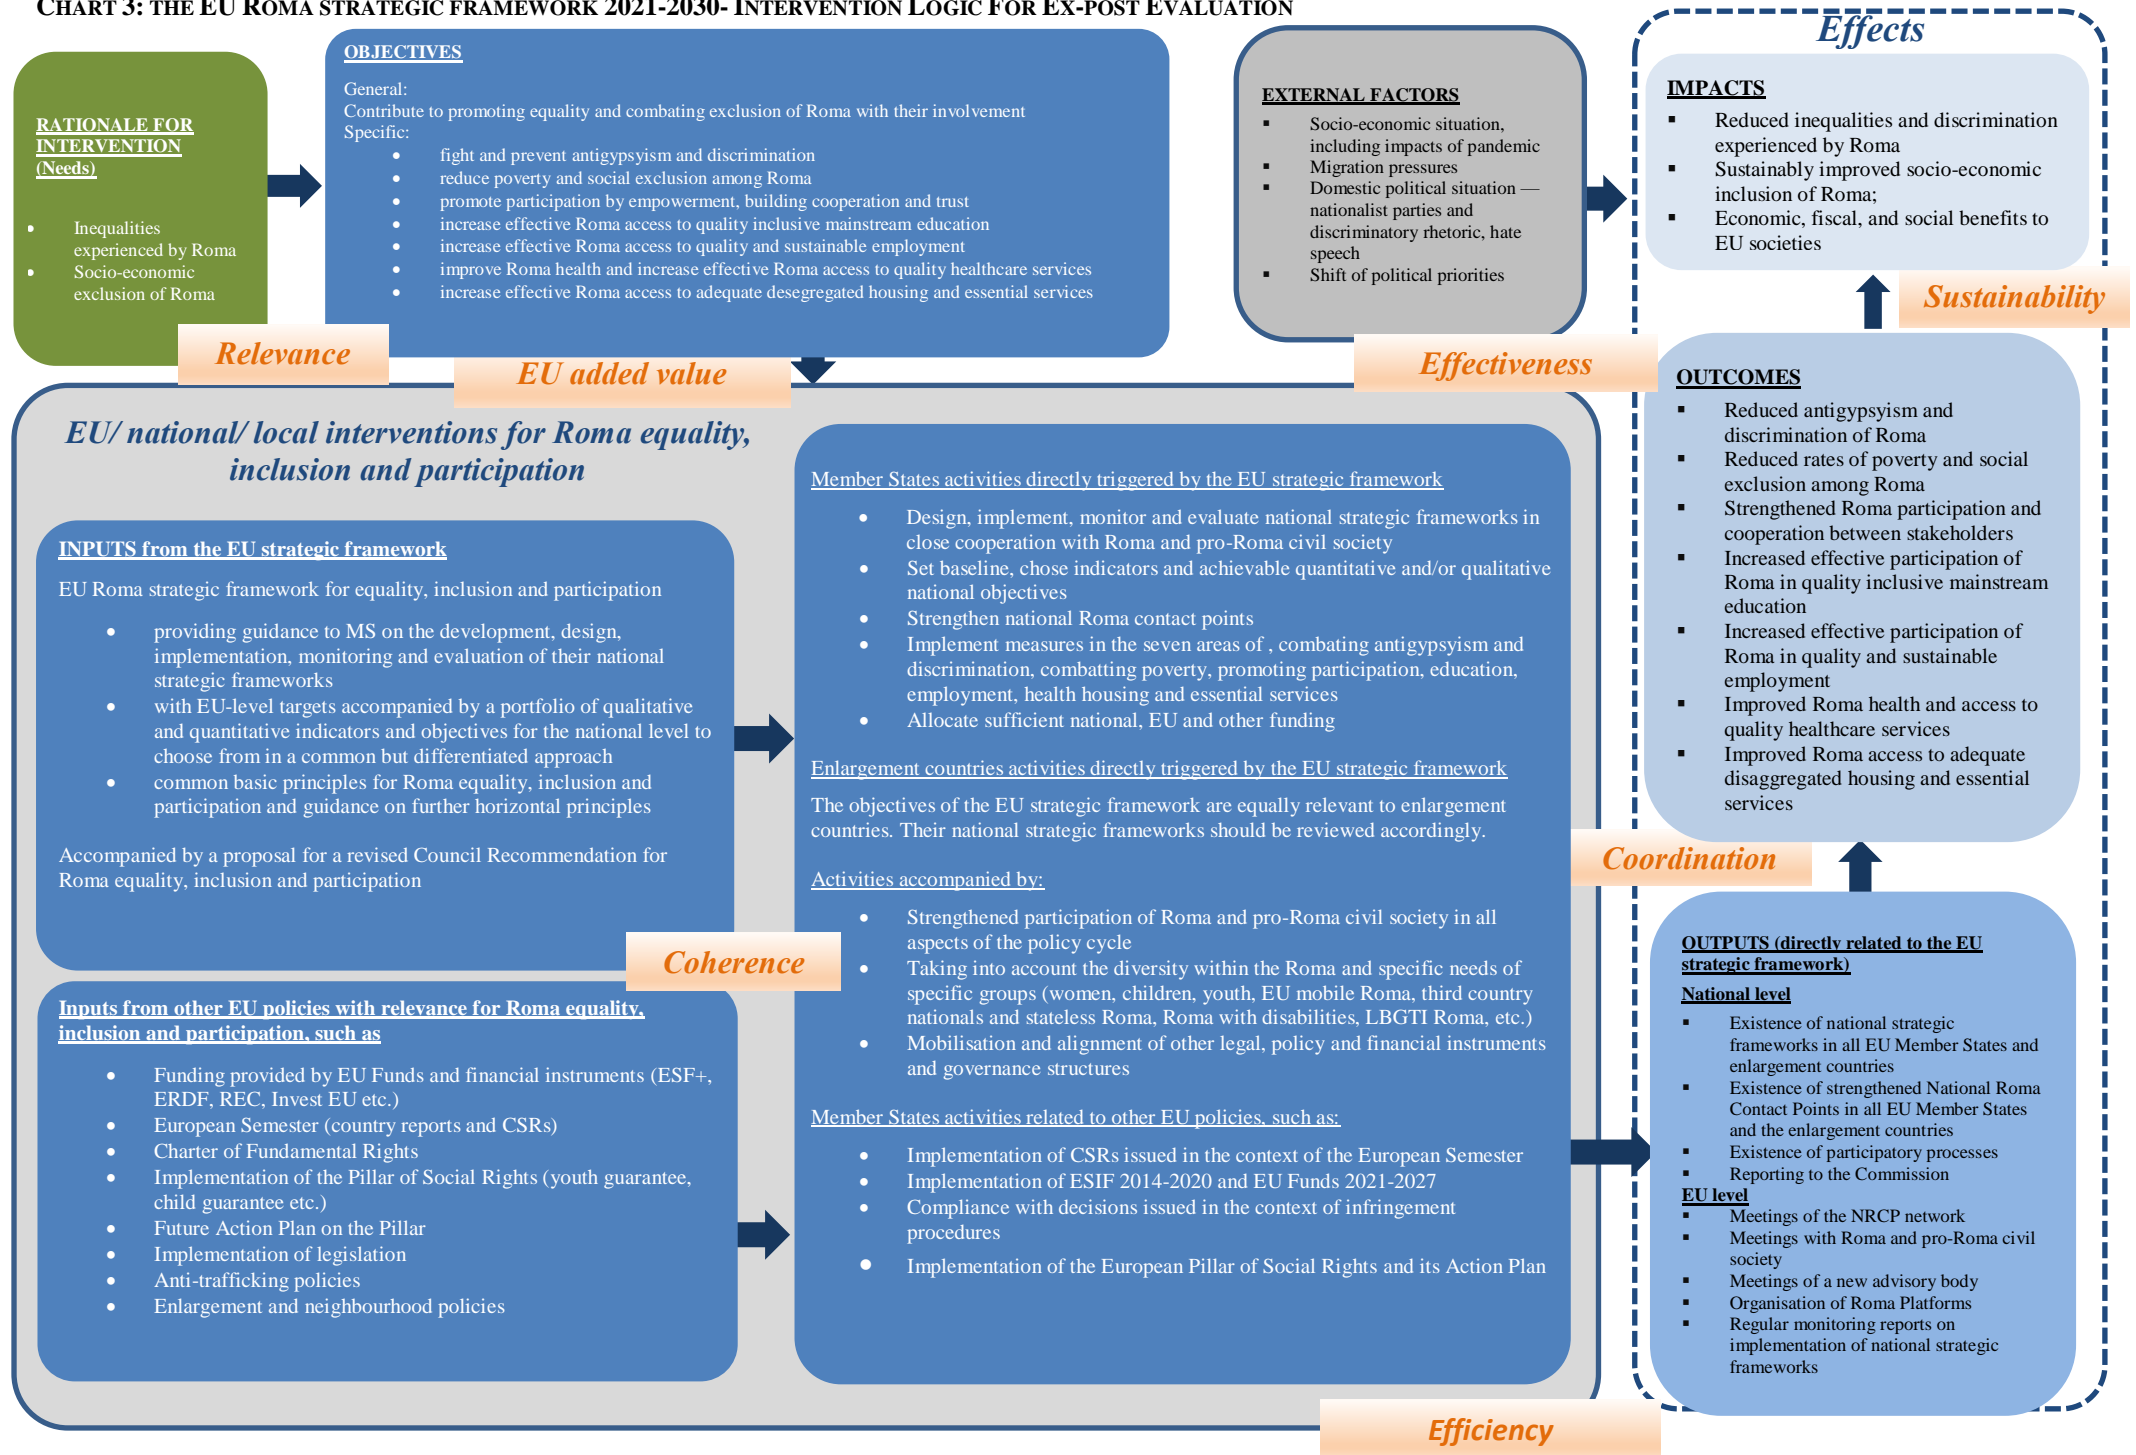 CHART 3: THE EU ROMA STRATEGIC FRAMEWORK 2021-2030- INTERVENTION LOGIC FOR EX-POST EVALUATION
RATIONALE FOR
INTERVENTION
(Needs)
• Inequalities
experienced by Roma
• Socio-economic
exclusion of Roma
Relevance
OBJECTIVES
General:
Contribute to promoting equality and combating exclusion of Roma with their involvement
Specific:
• fight and prevent antigypsyism and discrimination
• reduce poverty and social exclusion among Roma
• promote participation by empowerment, building cooperation and trust
• increase effective Roma access to quality inclusive mainstream education
• increase effective Roma access to quality and sustainable employment
• improve Roma health and increase effective Roma access to quality healthcare services
• increase effective Roma access to adequate desegregated housing and essential services
EU added value
EXTERNAL FACTORS
▪ Socio-economic situation,
including impacts of pandemic
▪ Migration pressures
▪ Domestic political situation —
nationalist parties and
discriminatory rhetoric, hate
speech
▪ Shift of political priorities
Effectiveness
Effects
IMPACTS
▪ Reduced inequalities and discrimination
experienced by Roma
▪ Sustainably improved socio-economic
inclusion of Roma;
▪ Economic, fiscal, and social benefits to
EU societies
Sustainability
OUTCOMES
▪ Reduced antigypsyism and
discrimination of Roma
▪ Reduced rates of poverty and social
exclusion among Roma
▪ Strengthened Roma participation and
cooperation between stakeholders
▪ Increased effective participation of
Roma in quality inclusive mainstream
education
▪ Increased effective participation of
Roma in quality and sustainable
employment
▪ Improved Roma health and access to
quality healthcare services
▪ Improved Roma access to adequate
disaggregated housing and essential
services
Coordination
EU/ national/ local interventions for Roma equality,
inclusion and participation
INPUTS from the EU strategic framework
EU Roma strategic framework for equality, inclusion and participation
• providing guidance to MS on the development, design,
implementation, monitoring and evaluation of their national
strategic frameworks
• with EU-level targets accompanied by a portfolio of qualitative
and quantitative indicators and objectives for the national level to
choose from in a common but differentiated approach
• common basic principles for Roma equality, inclusion and
participation and guidance on further horizontal principles
Accompanied by a proposal for a revised Council Recommendation for
Roma equality, inclusion and participation
Coherence
Inputs from other EU policies with relevance for Roma equality,
inclusion and participation, such as
• Funding provided by EU Funds and financial instruments (ESF+,
ERDF, REC, Invest EU etc.)
• European Semester (country reports and CSRs)
• Charter of Fundamental Rights
• Implementation of the Pillar of Social Rights (youth guarantee,
child guarantee etc.)
• Future Action Plan on the Pillar
• Implementation of legislation
• Anti-trafficking policies
• Enlargement and neighbourhood policies
Member States activities directly triggered by the EU strategic framework
• Design, implement, monitor and evaluate national strategic frameworks in
close cooperation with Roma and pro-Roma civil society
• Set baseline, chose indicators and achievable quantitative and/or qualitative
national objectives
• Strengthen national Roma contact points
• Implement measures in the seven areas of , combating antigypsyism and
discrimination, combatting poverty, promoting participation, education,
employment, health housing and essential services
• Allocate sufficient national, EU and other funding
Enlargement countries activities directly triggered by the EU strategic framework
The objectives of the EU strategic framework are equally relevant to enlargement
countries. Their national strategic frameworks should be reviewed accordingly.
Activities accompanied by:
• Strengthened participation of Roma and pro-Roma civil society in all
aspects of the policy cycle
• Taking into account the diversity within the Roma and specific needs of
specific groups (women, children, youth, EU mobile Roma, third country
nationals and stateless Roma, Roma with disabilities, LBGTI Roma, etc.)
• Mobilisation and alignment of other legal, policy and financial instruments
and governance structures
Member States activities related to other EU policies, such as:
• Implementation of CSRs issued in the context of the European Semester
• Implementation of ESIF 2014-2020 and EU Funds 2021-2027
• Compliance with decisions issued in the context of infringement
procedures
• Implementation of the European Pillar of Social Rights and its Action Plan
OUTPUTS (directly related to the EU
strategic framework)
National level
▪ Existence of national strategic
frameworks in all EU Member States and
enlargement countries
▪ Existence of strengthened National Roma
Contact Points in all EU Member States
and the enlargement countries
▪ Existence of participatory processes
▪ Reporting to the Commission
EU level
▪ Meetings of the NRCP network
▪ Meetings with Roma and pro-Roma civil
society
▪ Meetings of a new advisory body
▪ Organisation of Roma Platforms
▪ Regular monitoring reports on
implementation of national strategic
frameworks
Efficiency